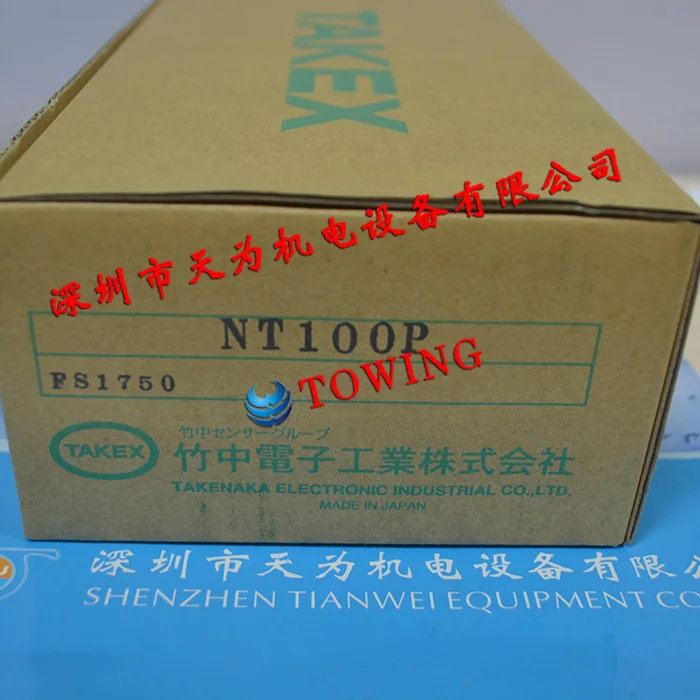 TAKEX
深圳市天为机电设备有限公司
NT100P
FS1750
TOWING
竹中センサーグループ
TAKEX
竹中電子工業株式会社
TAKENAKA ELECTRONIC INDUSTRIAL CO.,LTD.
MADE IN JAPAN
深圳市天为机电设备有限
SHENZHEN TIANWEI EQUIPMENT CO.